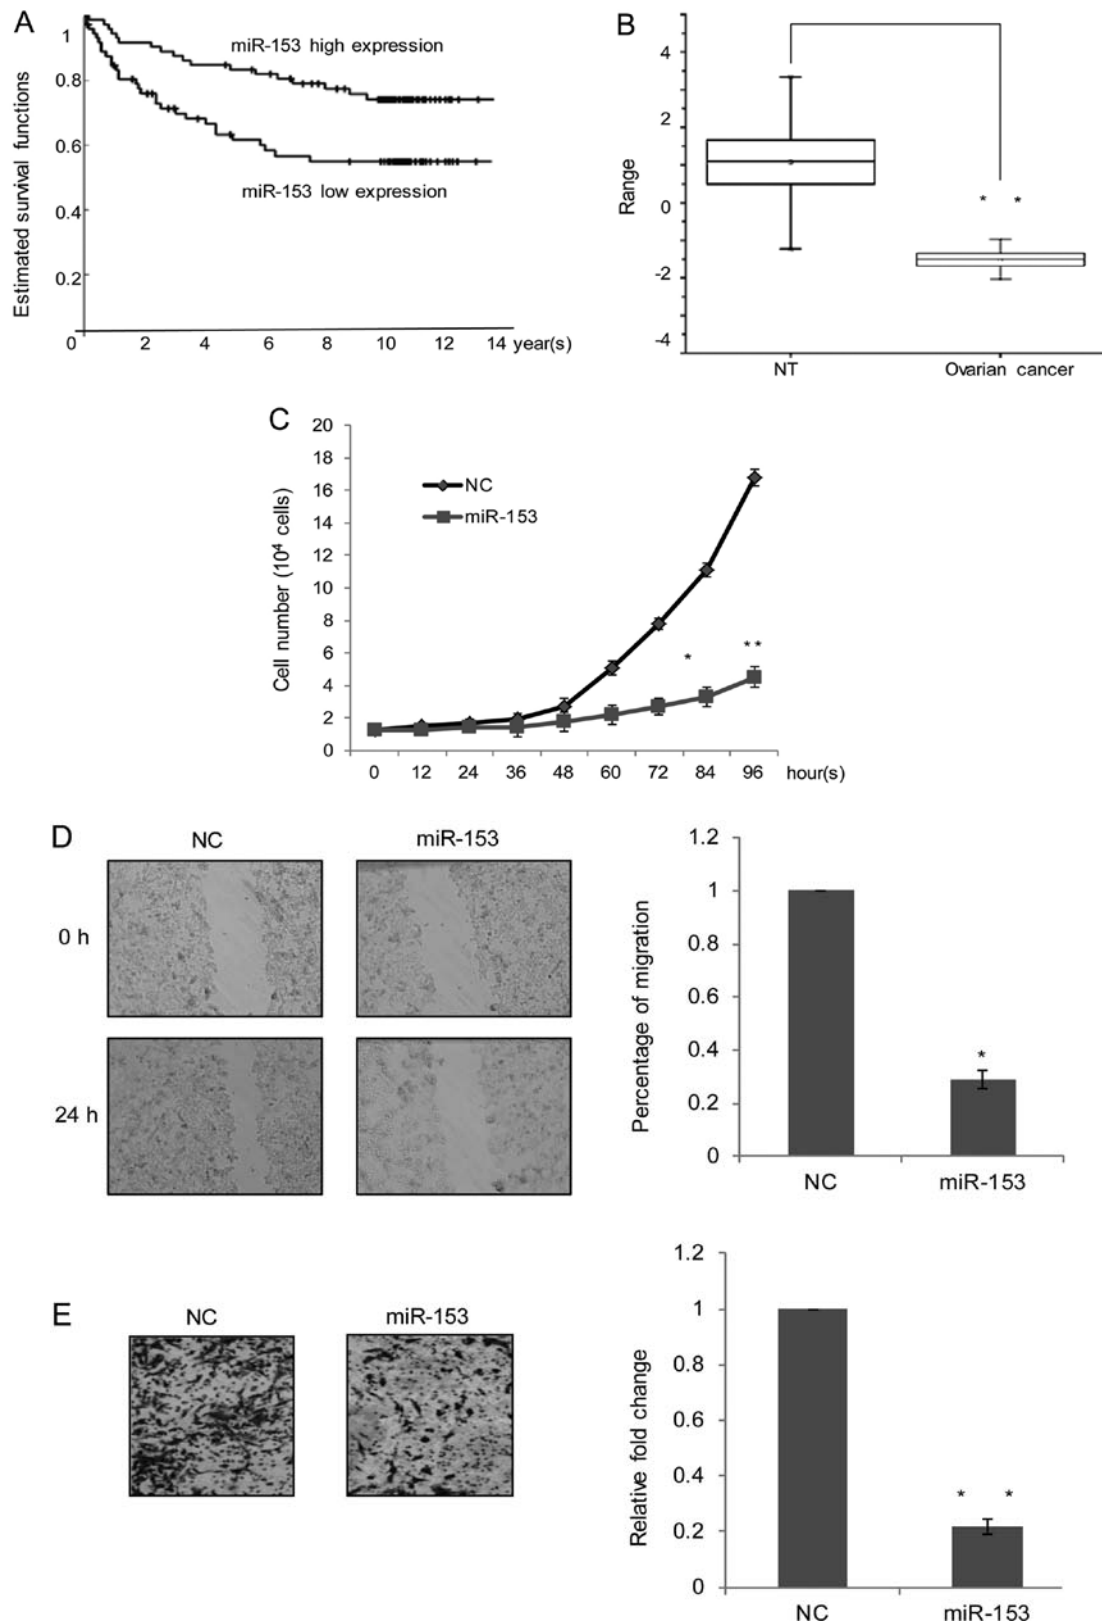 A
Estimated survival functions
1
0.8
0.6
0.4
0.2
miR-153 high expression
miR-153 low expression
0 2 4 6 8 10 12 14 year(s)
B
Range
4
2
0
-2
-4
* *
NT Ovarian cancer
C
Cell number (10⁴ cells)
20
18
16
14
12
10
8
6
4
2
0
NC
miR-153
*
**
0 12 24 36 48 60 72 84 96 hour(s)
D
NC miR-153
0 h
24 h
Percentage of migration
1.2
1
0.8
0.6
0.4
0.2
0
*
NC miR-153
E
NC miR-153
Relative fold change
1.2
1
0.8
0.6
0.4
0.2
0
* *
NC miR-153